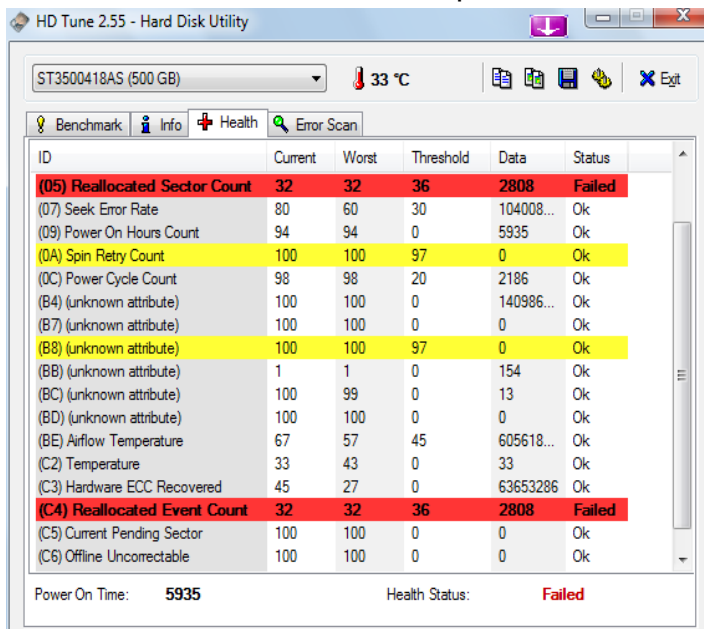 HD Tune 2.55 - Hard Disk Utility
ST3500418AS (500 GB) 33 °C Exit
Benchmark Info Health Error Scan
ID Current Worst Threshold Data Status
(05) Reallocated Sector Count 32 32 36 2808 Failed
(07) Seek Error Rate 80 60 30 104008... Ok
(09) Power On Hours Count 94 94 0 5935 Ok
(0A) Spin Retry Count 100 100 97 0 Ok
(0C) Power Cycle Count 98 98 20 2186 Ok
(B4) (unknown attribute) 100 100 0 140986... Ok
(B7) (unknown attribute) 100 100 0 0 Ok
(B8) (unknown attribute) 100 100 97 0 Ok
(BB) (unknown attribute) 1 1 0 154 Ok
(BC) (unknown attribute) 100 99 0 13 Ok
(BD) (unknown attribute) 100 100 0 0 Ok
(BE) Airflow Temperature 67 57 45 605618... Ok
(C2) Temperature 33 43 0 33 Ok
(C3) Hardware ECC Recovered 45 27 0 63653286 Ok
(C4) Reallocated Event Count 32 32 36 2808 Failed
(C5) Current Pending Sector 100 100 0 0 Ok
(C6) Offline Uncorrectable 100 100 0 0 Ok
Power On Time: 5935 Health Status: Failed